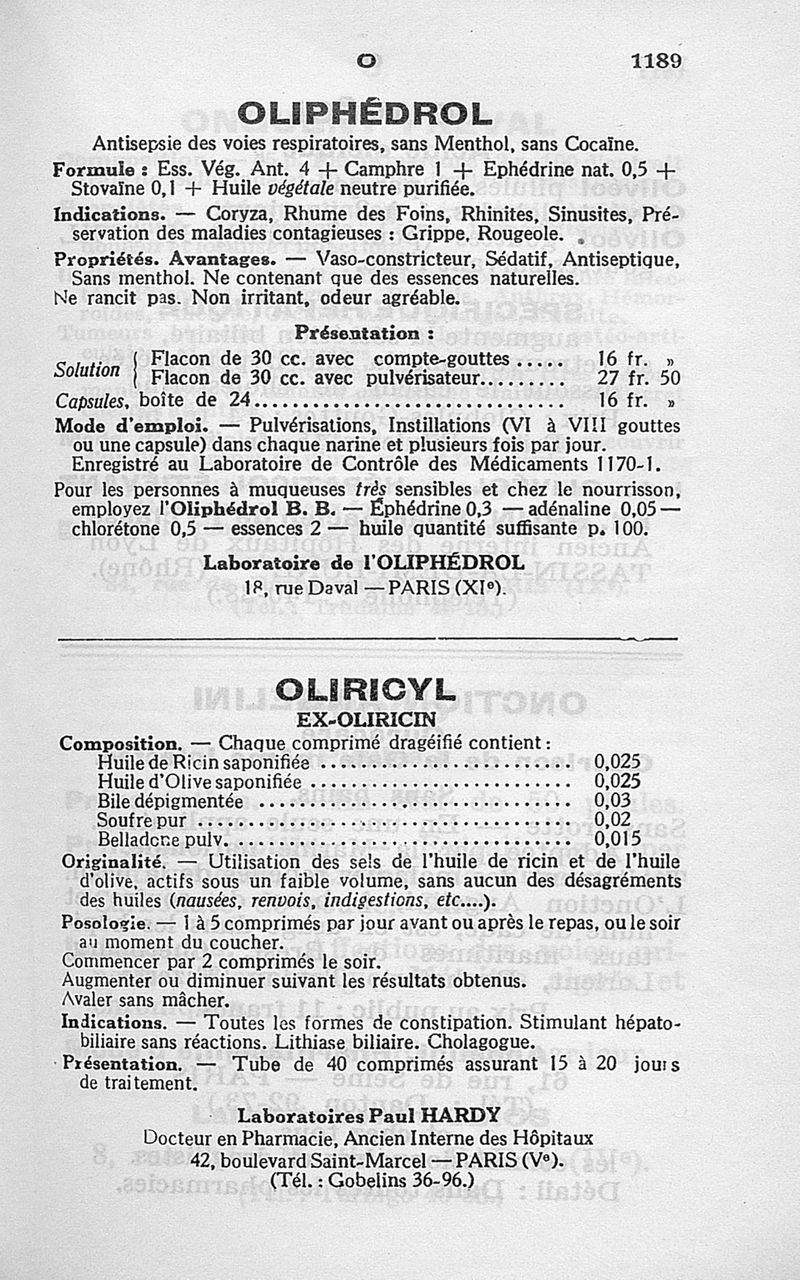 O 1189
OLIPHÉDROL
Antisepsie des voies respiratoires, sans Menthol, sans Cocaïne.
Formule : Ess. Vég. Ant. 4 + Camphre 1 + Ephédrine nat. 0,5 +
Stovaïne 0,1 + Huile végétale neutre purifiée.
Indications. — Coryza, Rhume des Foins, Rhinites, Sinusites, Pré-
servation des maladies contagieuses : Grippe, Rougeole.
Propriétés. Avantages. — Vaso-constricteur, Sédatif, Antiseptique,
Sans menthol. Ne contenant que des essences naturelles.
Ne rancit pas. Non irritant, odeur agréable.
Présentation :
Solution { Flacon de 30 cc. avec compte-gouttes ..... 16 fr. »
Flacon de 30 cc. avec pulvérisateur......... 27 fr. 50
Capsules, boîte de 24................................ 16 fr. »
Mode d'emploi. — Pulvérisations, Instillations (VI à VIII gouttes
ou une capsule) dans chaque narine et plusieurs fois par jour.
Enregistré au Laboratoire de Contrôle des Médicaments 1170-1.
Pour les personnes à muqueuses très sensibles et chez le nourrisson,
employez l'Oliphédrol B. B. — Éphédrine 0,3 — adénaline 0,05 —
chlorétone 0,5 — essences 2 — huile quantité suffisante p. 100.
Laboratoire de l'OLIPHÉDROL
18, rue Daval — PARIS (XIe).
OLIRICYL
EX-OLIRICIN
Composition. — Chaque comprimé dragéifié contient :
Huile de Ricin saponifiée .......................... 0,025
Huile d'Olive saponifiée ........................... 0,025
Bile dépigmentée ................................ 0,03
Soufre pur ....................................... 0,02
Belladone pulv. .................................. 0,015
Originalité. — Utilisation des sels de l'huile de ricin et de l'huile
d'olive, actifs sous un faible volume, sans aucun des désagréments
des huiles (nausées, renvois, indigestions, etc....).
Posologie. — 1 à 5 comprimés par jour avant ou après le repas, ou le soir
au moment du coucher.
Commencer par 2 comprimés le soir.
Augmenter ou diminuer suivant les résultats obtenus.
Avaler sans mâcher.
Indications. — Toutes les formes de constipation. Stimulant hépato-
biliaire sans réactions. Lithiase biliaire. Cholagogue.
Présentation. — Tube de 40 comprimés assurant 15 à 20 jours
de traitement.
Laboratoires Paul HARDY
Docteur en Pharmacie, Ancien Interne des Hôpitaux
42, boulevard Saint-Marcel — PARIS (Ve).
(Tél. : Gobelins 36-96.)